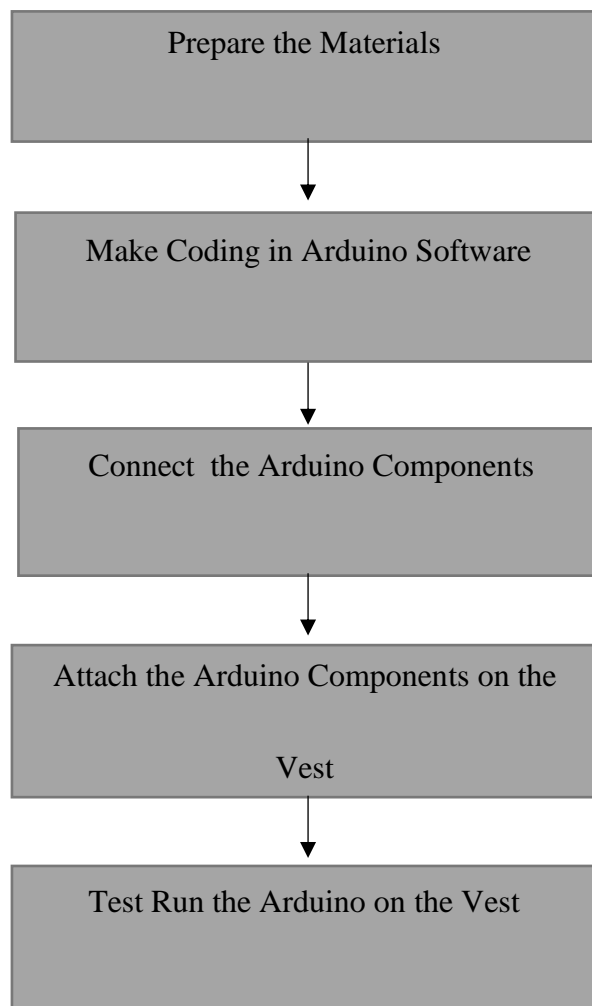 Prepare the Materials
Make Coding in Arduino Software
Connect  the Arduino Components
Attach the Arduino Components on the
Vest
Test Run the Arduino on the Vest